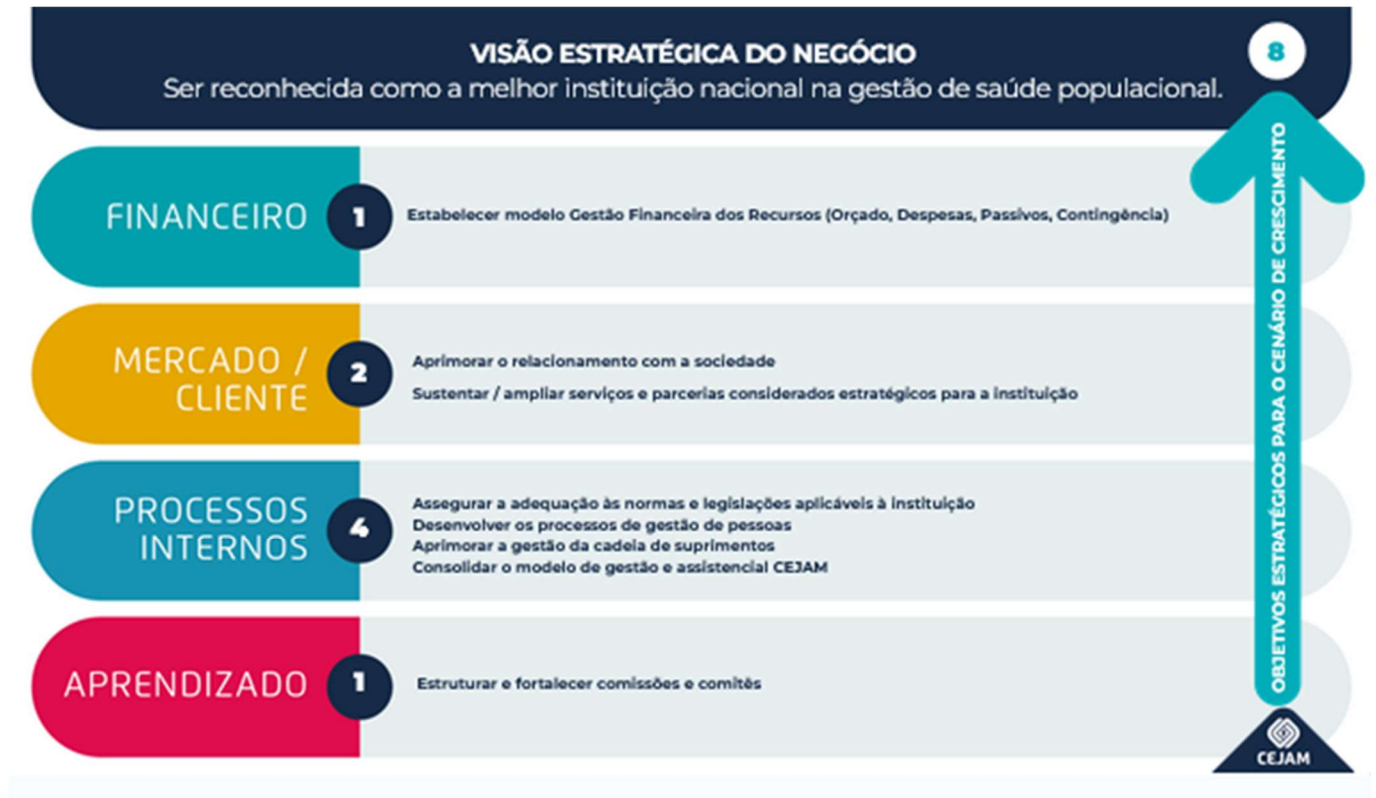 VISÃO ESTRATÉGICA DO NEGÓCIO
8
Ser reconhecida como a melhor instituição nacional na gestão de saúde populacional.
FINANCEIRO
1
Estabelecer modelo Gestão Financeira dos Recursos (Orçado, Despesas, Passivos, Contingência)
MERCADO /
CLIENTE
2
Aprimorar o relacionamento com a sociedade
Sustentar / ampliar serviços e parcerias considerados estratégicos para a instituição
PROCESSOS
INTERNOS
4
Assegurar a adequação às normas e legislações aplicáveis à instituição
Desenvolver os processos de gestão de pessoas
Aprimorar a gestão da cadeia de suprimentos
Consolidar o modelo de gestão e assistencial CEJAM
APRENDIZADO
1
Estruturar e fortalecer comissões e comitês
OBJETIVOS ESTRATÉGICOS PARA O CENÁRIO DE CRESCIMENTO
CEJAM